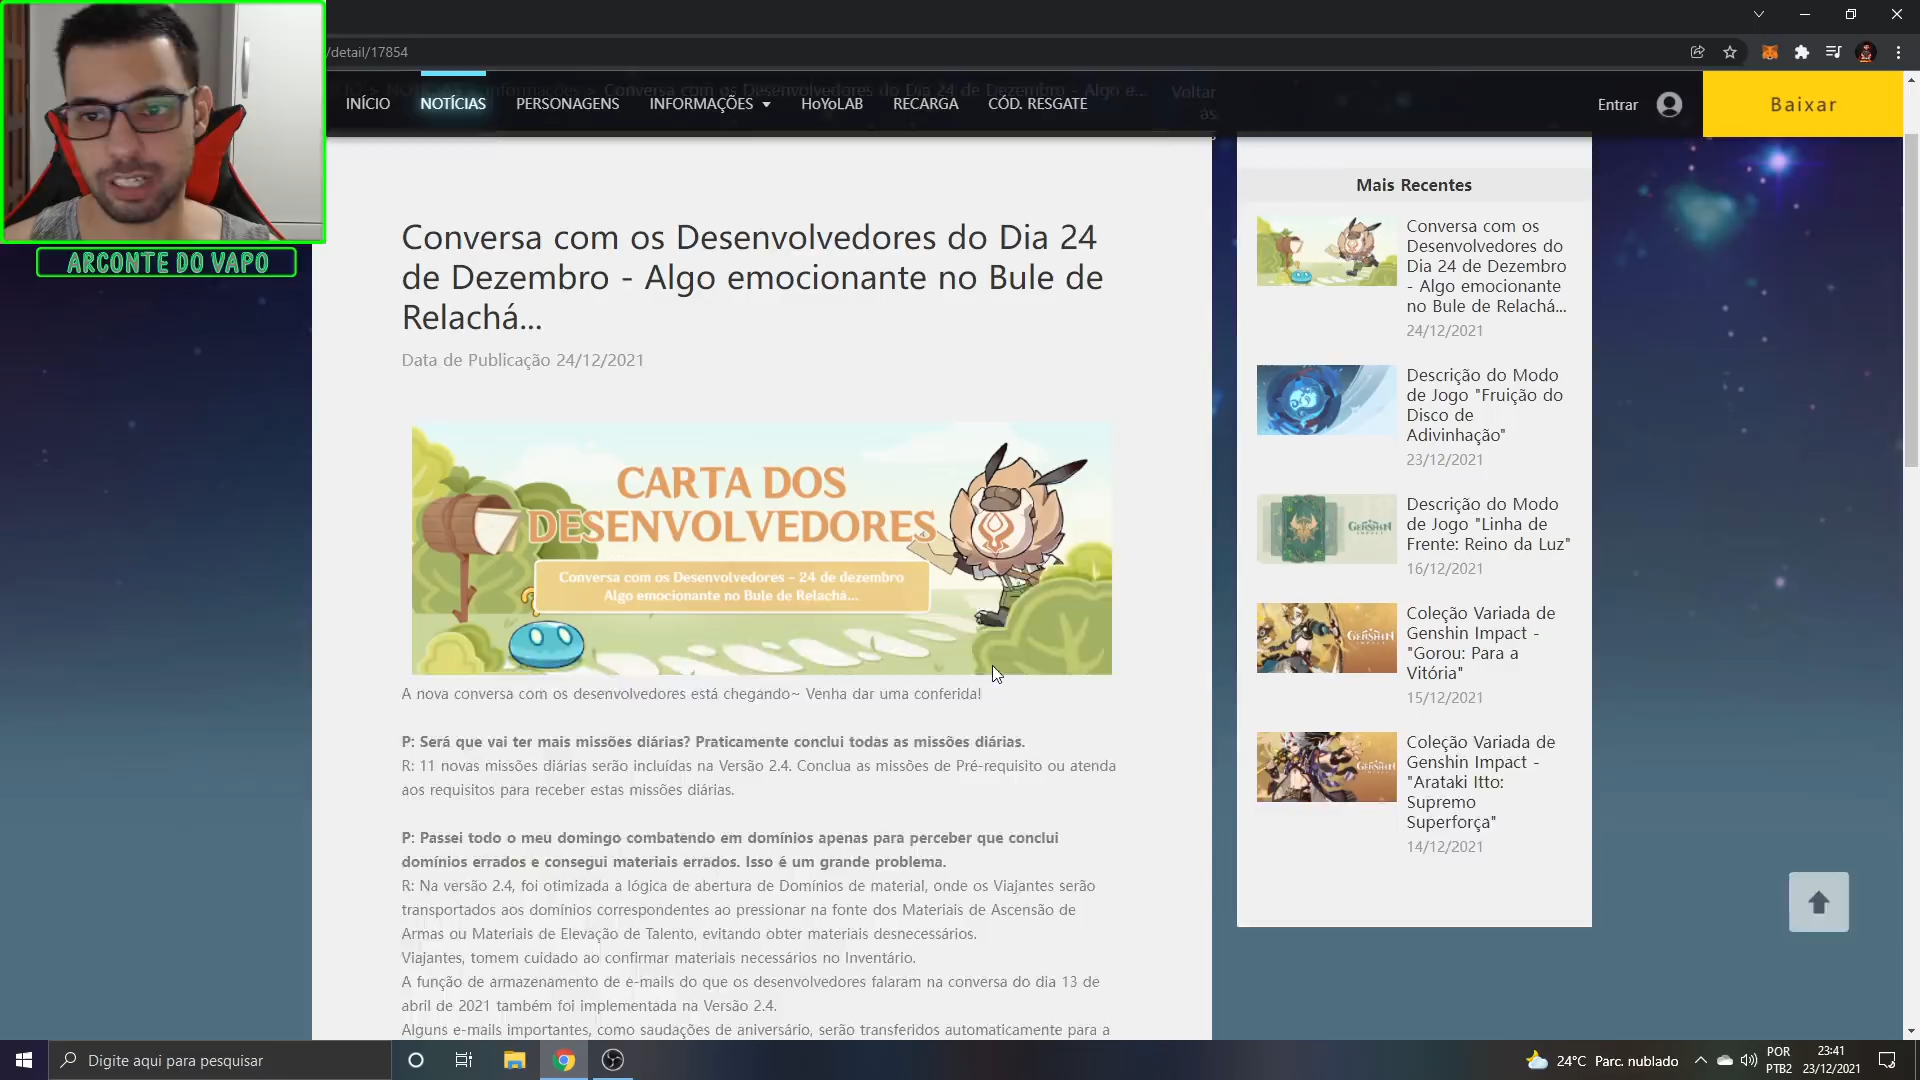 /detail/17854
INÍCIO NOTÍCIAS PERSONAGENS INFORMAÇÕES HoYoLAB RECARGA CÓD. RESGATE
Voltar
às
Entrar
Baixar
ARCONTE DO VAPO
Conversa com os Desenvolvedores do Dia 24
de Dezembro - Algo emocionante no Bule de
Relachá...
Data de Publicação 24/12/2021
CARTA DOS
DESENVOLVEDORES
Conversa com os Desenvolvedores - 24 de dezembro
Algo emocionante no Bule de Relachá...
A nova conversa com os desenvolvedores está chegando~ Venha dar uma conferida!
P: Será que vai ter mais missões diárias? Praticamente conclui todas as missões diárias.
R: 11 novas missões diárias serão incluídas na Versão 2.4. Conclua as missões de Pré-requisito ou atenda
aos requisitos para receber estas missões diárias.
P: Passei todo o meu domingo combatendo em domínios apenas para perceber que conclui
domínios errados e consegui materiais errados. Isso é um grande problema.
R: Na versão 2.4, foi otimizada a lógica de abertura de Domínios de material, onde os Viajantes serão
transportados aos domínios correspondentes ao pressionar na fonte dos Materiais de Ascensão de
Armas ou Materiais de Elevação de Talento, evitando obter materiais desnecessários.
Viajantes, tomem cuidado ao confirmar materiais necessários no Inventário.
A função de armazenamento de e-mails do que os desenvolvedores falaram na conversa do dia 13 de
abril de 2021 também foi implementada na Versão 2.4.
Alguns e-mails importantes, como saudações de aniversário, serão transferidos automaticamente para a
Mais Recentes
Conversa com os
Desenvolvedores do
Dia 24 de Dezembro
- Algo emocionante
no Bule de Relachá...
24/12/2021
Descrição do Modo
de Jogo "Fruição do
Disco de
Adivinhação"
23/12/2021
GENSHIN
Descrição do Modo
de Jogo "Linha de
Frente: Reino da Luz"
16/12/2021
GENSHIN
Coleção Variada de
Genshin Impact -
"Gorou: Para a
Vitória"
15/12/2021
GENSHIN
Coleção Variada de
Genshin Impact -
"Arataki Itto:
Supremo
Superforça"
14/12/2021
Digite aqui para pesquisar
24°C Parc. nublado
POR
PTB2
23:41
23/12/2021